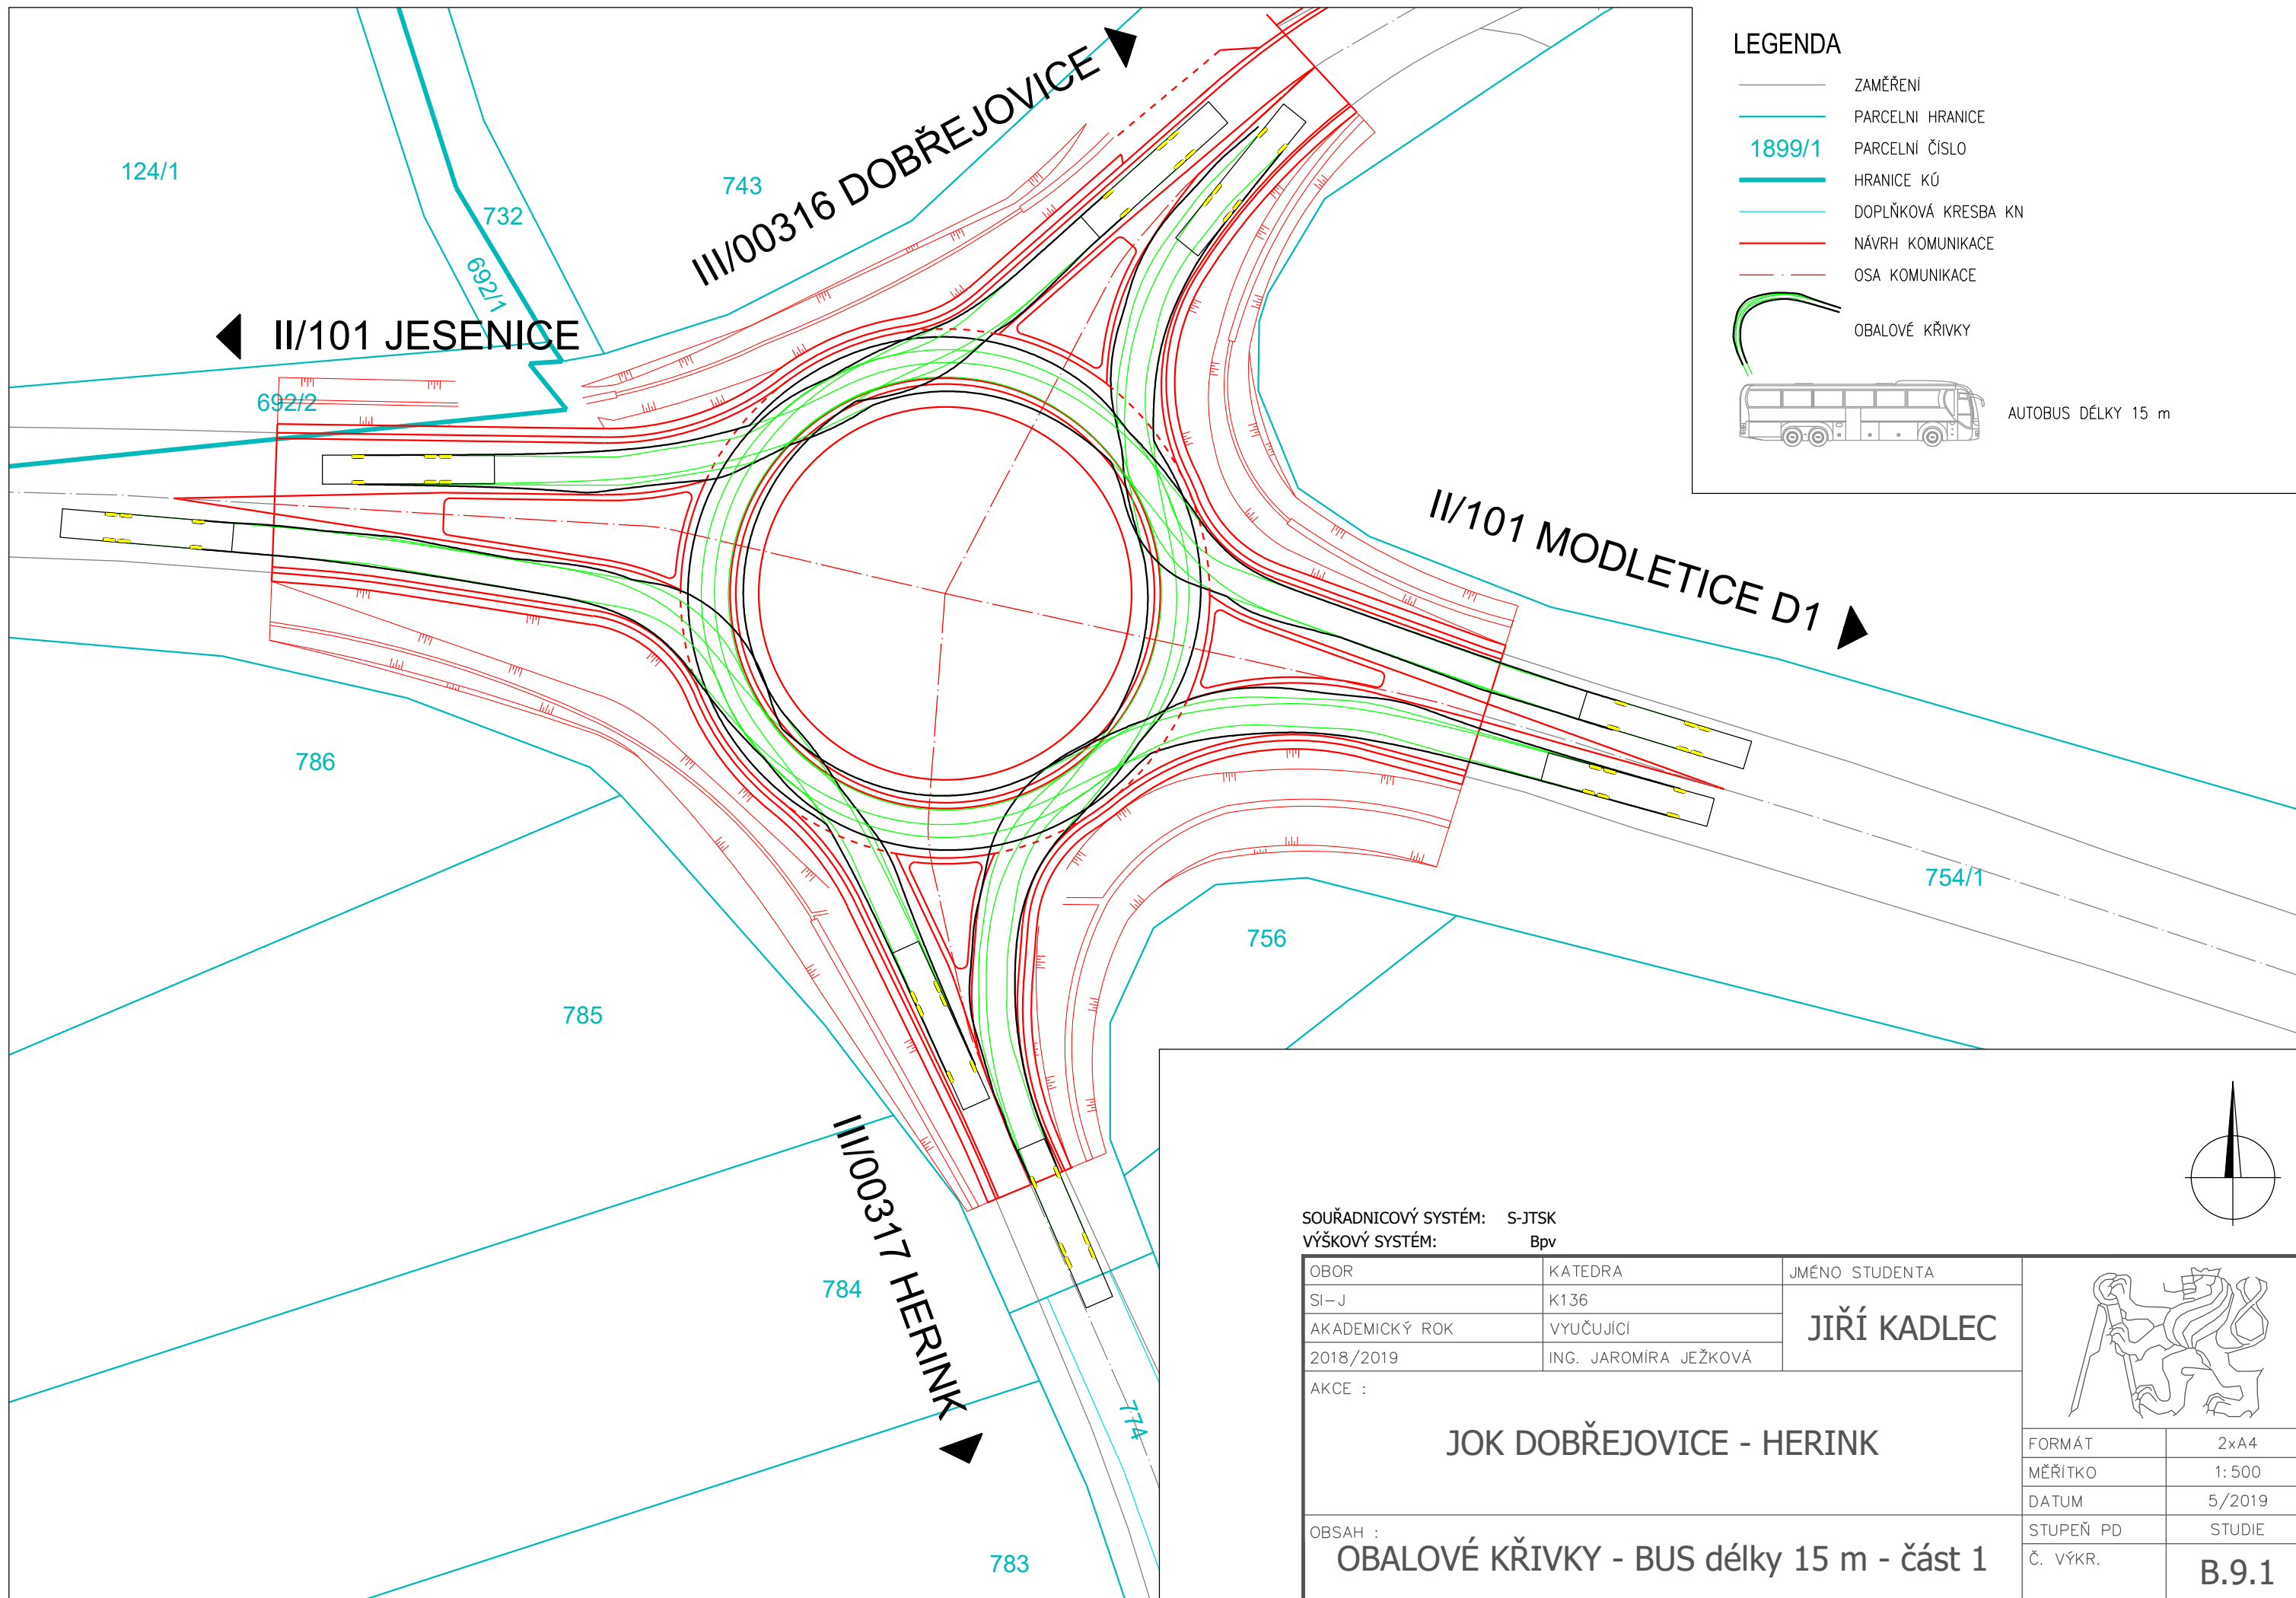 LEGENDA
ZAMĚŘENÍ
PARCELNI HRANICE
1899/1 PARCELNÍ ČÍSLO
HRANICE KÚ
DOPLŇKOVÁ KRESBA KN
NÁVRH KOMUNIKACE
OSA KOMUNIKACE
OBALOVÉ KŘIVKY
AUTOBUS DÉLKY 15 m
124/1
732
743
692/1
III/00316 DOBŘEJOVICE
II/101 JESENICE
692/2
II/101 MODLETICE D1
786
785
784
783
756
754/1
774
III/00317 HERINK
SOUŘADNICOVÝ SYSTÉM: S-JTSK
VÝŠKOVÝ SYSTÉM: Bpv
OBOR KATEDRA JMÉNO STUDENTA
SI-J K136
JIŘÍ KADLEC
AKADEMICKÝ ROK VYUČUJÍCÍ
2018/2019 ING. JAROMÍRA JEŽKOVÁ
AKCE :
JOK DOBŘEJOVICE - HERINK
FORMÁT 2xA4
MĚŘÍTKO 1:500
DATUM 5/2019
STUPEŇ PD STUDIE
OBSAH :
OBALOVÉ KŘIVKY - BUS délky 15 m - část 1
Č. VÝKR. B.9.1